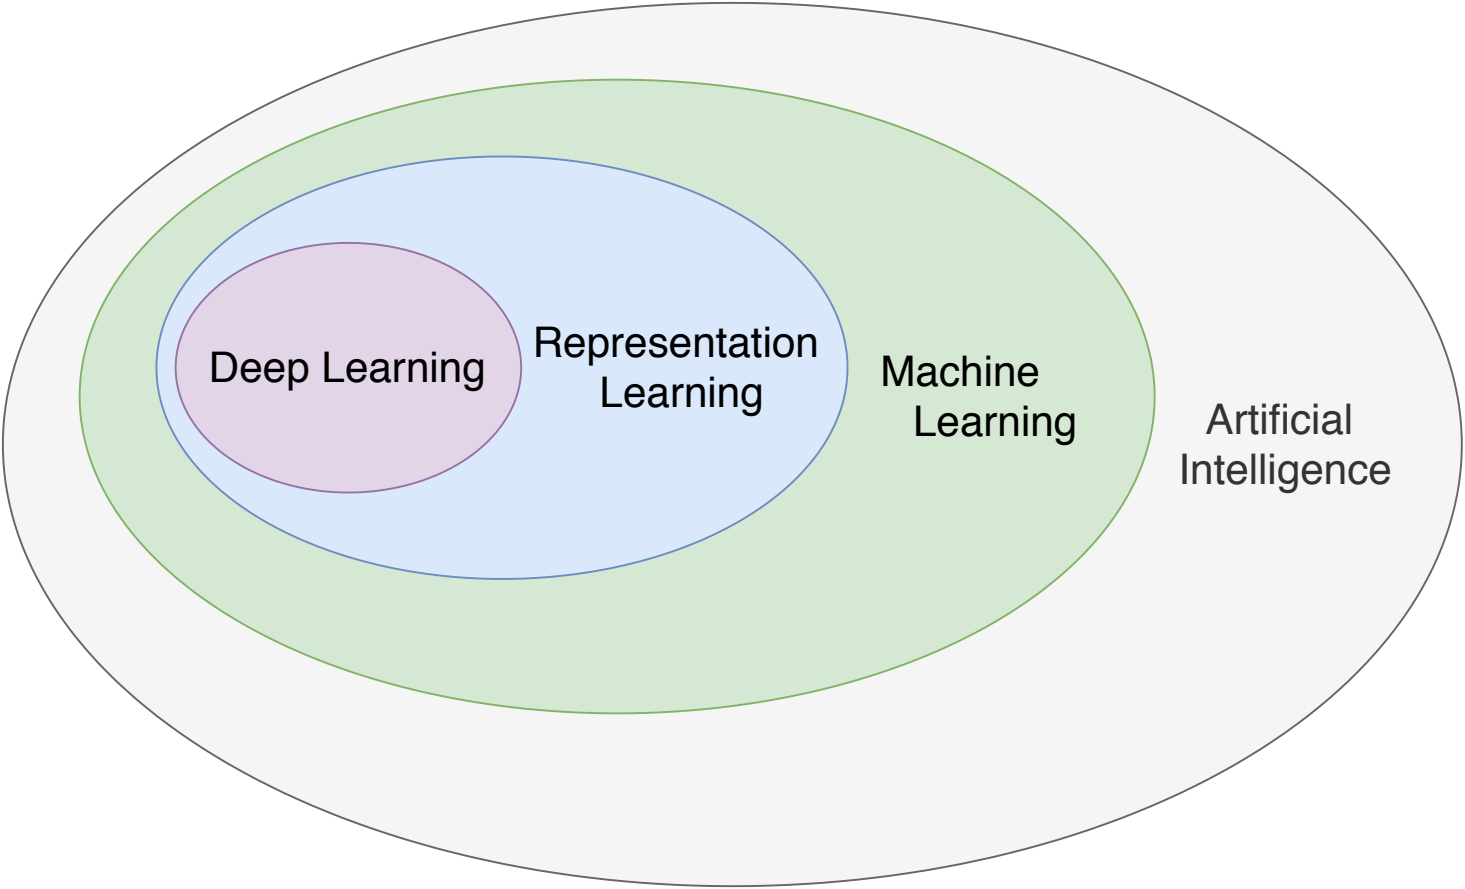 Deep Learning
Representation
Learning
Machine
Learning
Artificial
Intelligence